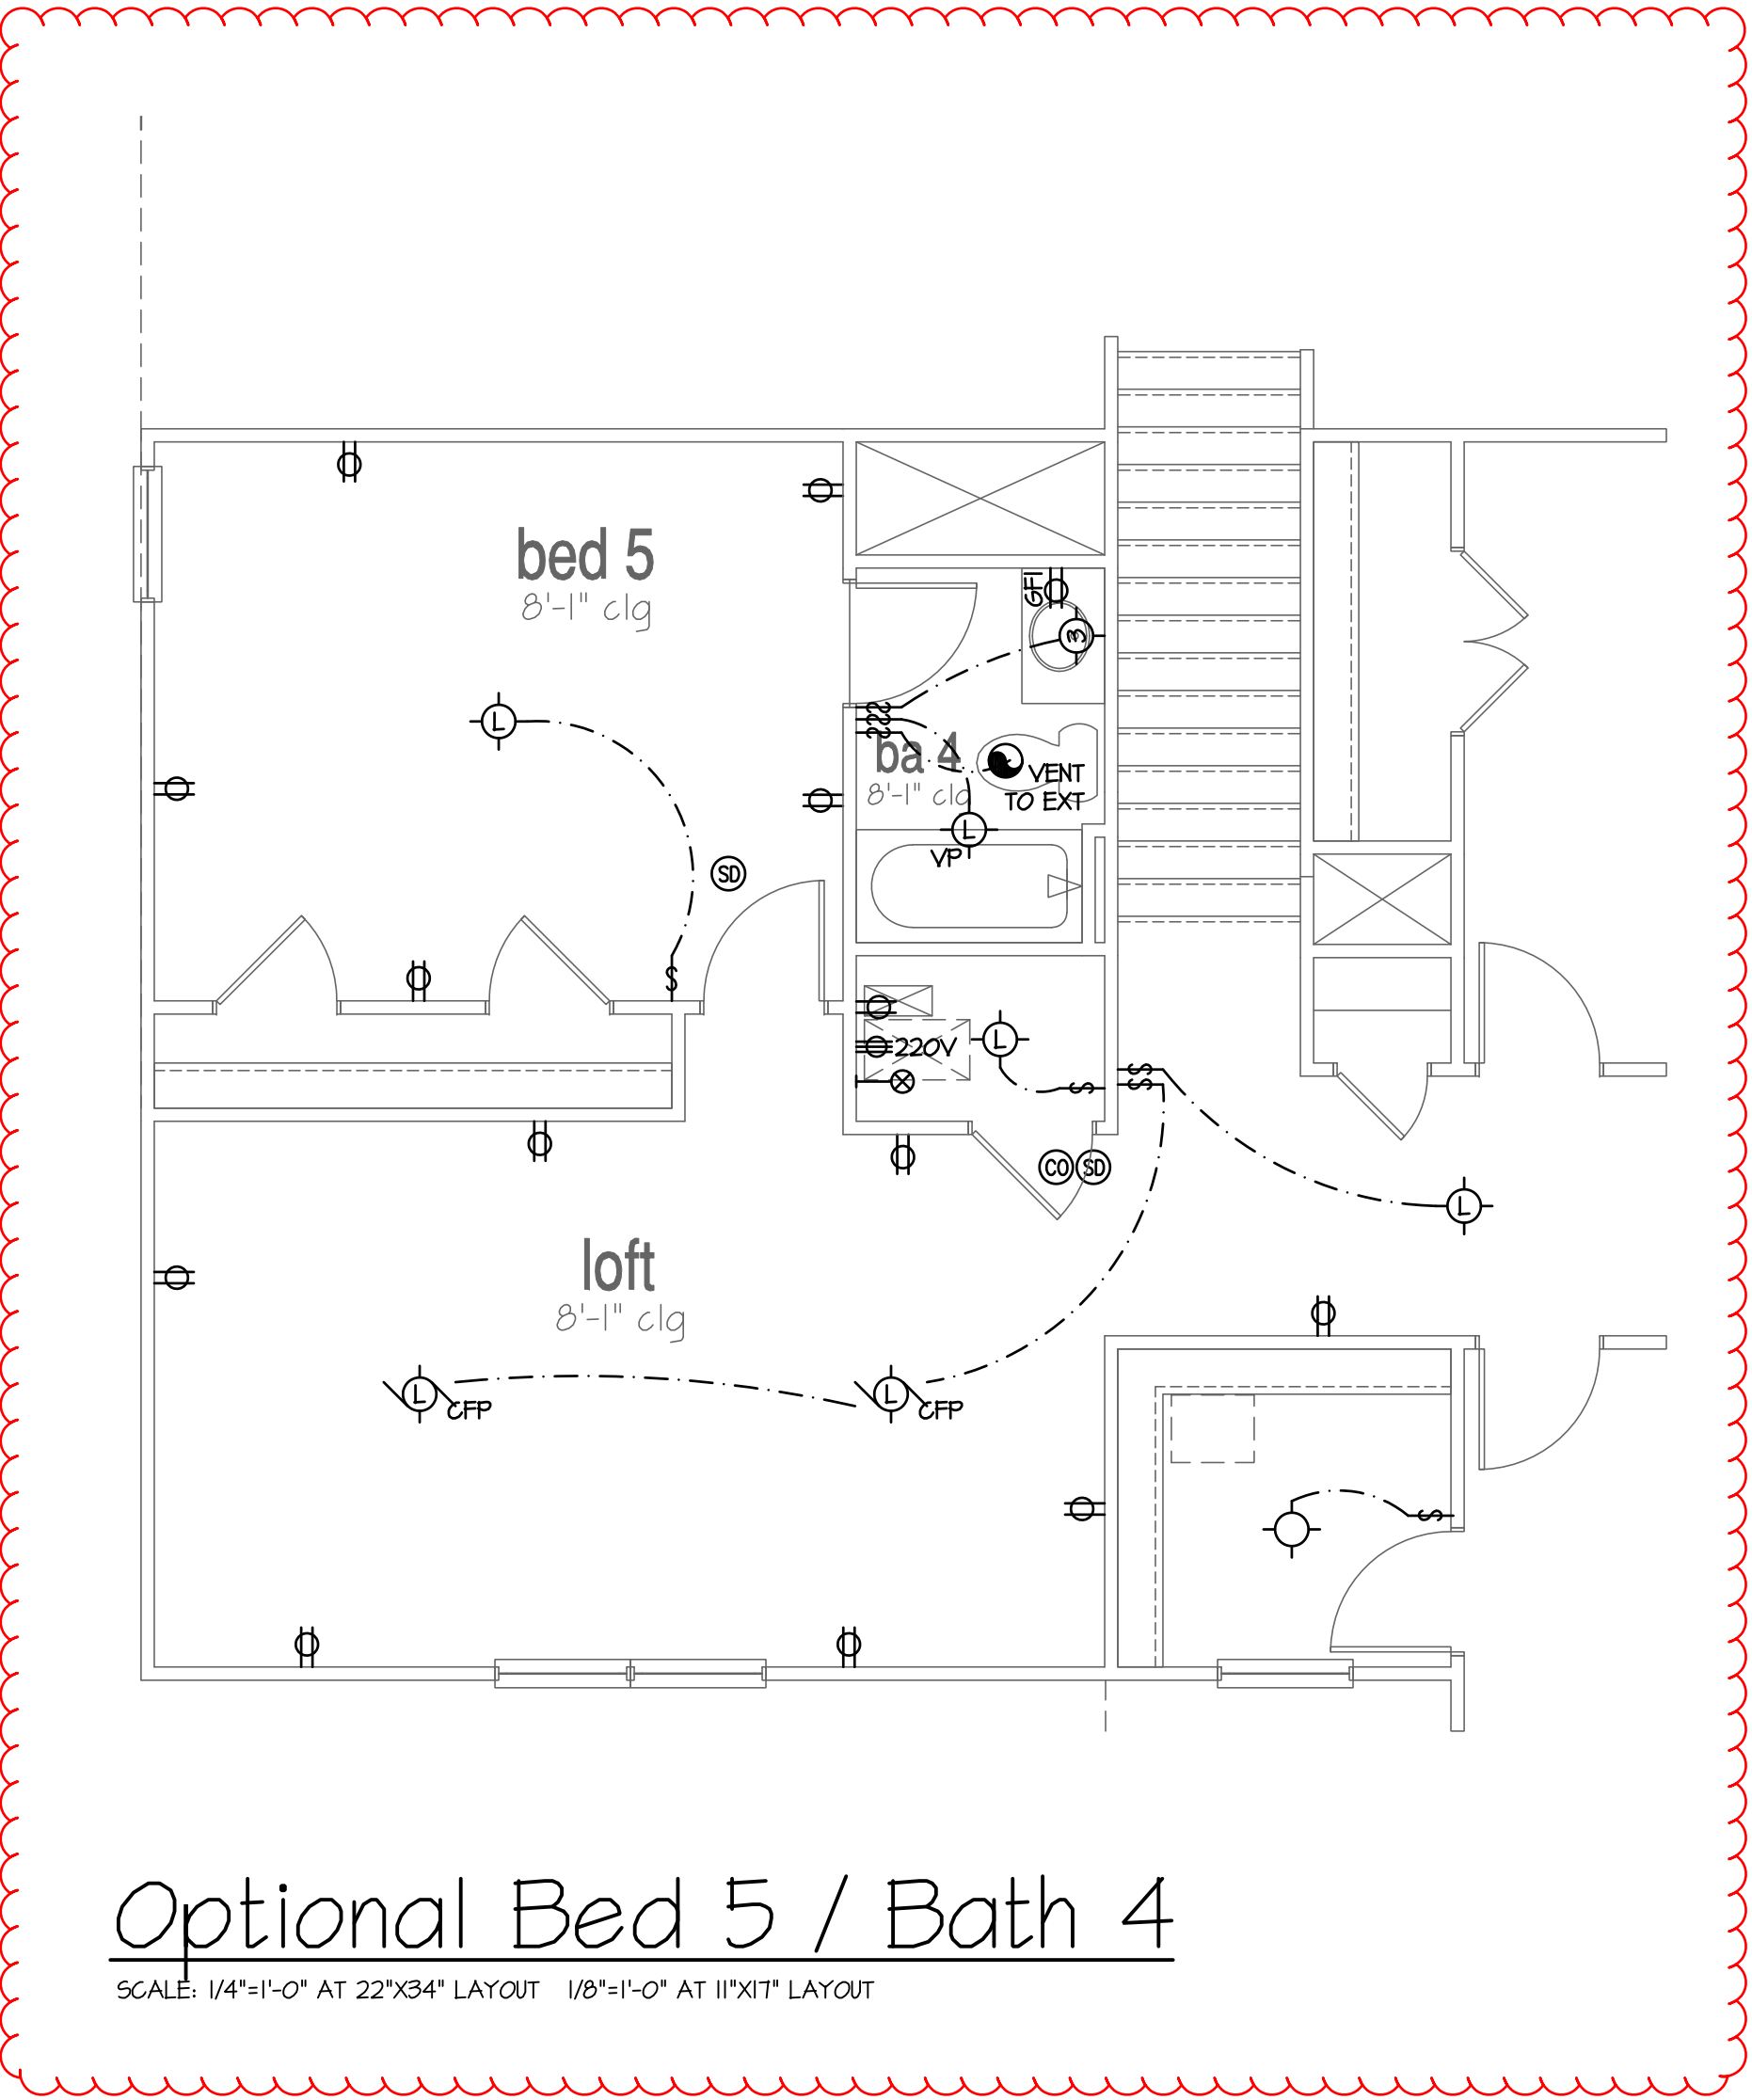 bed 5
8'-1" clg
GFI
3
L
ba 4
8'-1" clg
VENT
TO EXT
L
VP
SD
S
S
S
S
220V
L
S
S
S
CO
SD
L
loft
8'-1" clg
L
CFP
L
CFP
S
Optional Bed 5 / Bath 4
SCALE: 1/4"=1'-0" AT 22"X34" LAYOUT 1/8"=1'-0" AT 11"X17" LAYOUT